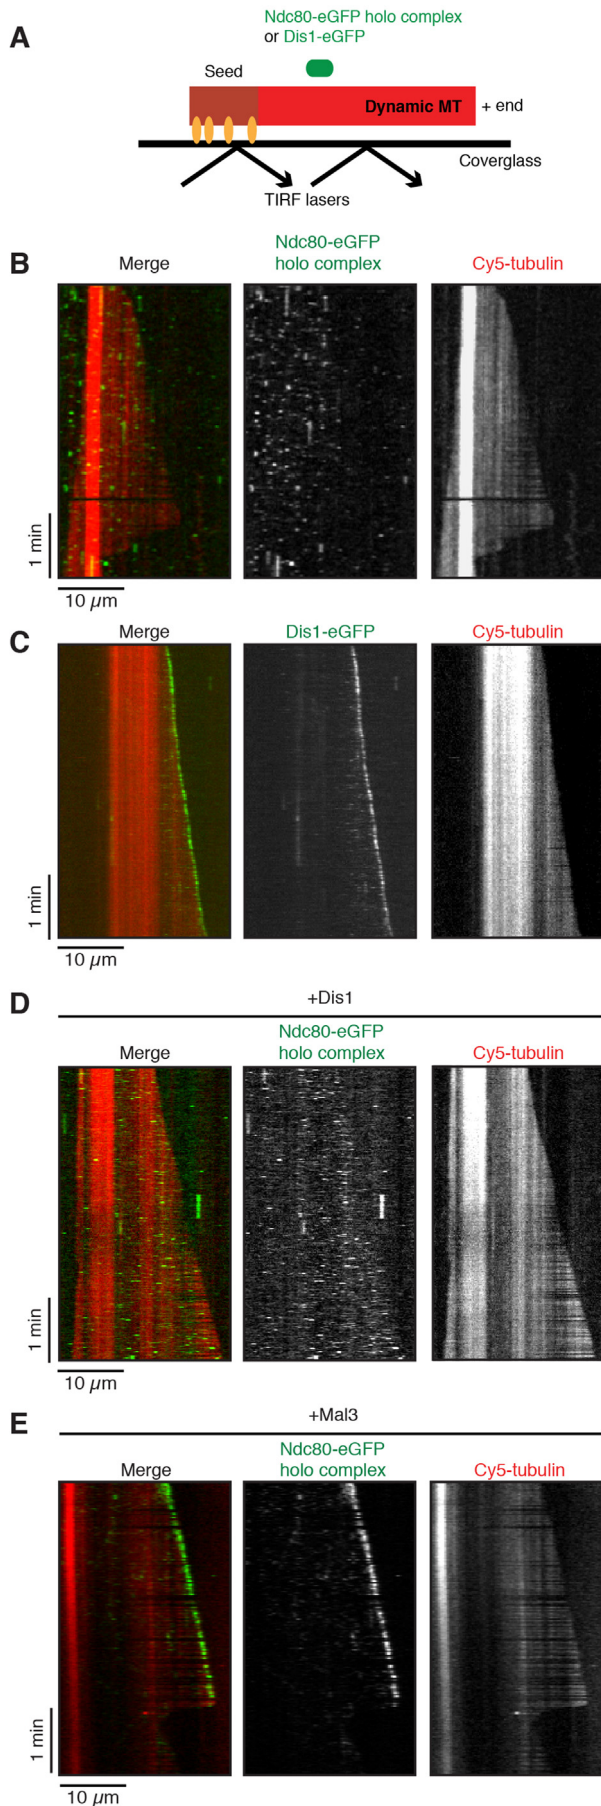 A
Ndc80-eGFP holo complex
or Dis1-eGFP
Seed
Dynamic MT
+ end
Coverglass
TIRF lasers
B
Merge
Ndc80-eGFP
holo complex
Cy5-tubulin
1 min
10 µm
C
Merge
Dis1-eGFP
Cy5-tubulin
1 min
10 µm
D
+Dis1
Merge
Ndc80-eGFP
holo complex
Cy5-tubulin
1 min
10 µm
E
+Mal3
Merge
Ndc80-eGFP
holo complex
Cy5-tubulin
1 min
10 µm